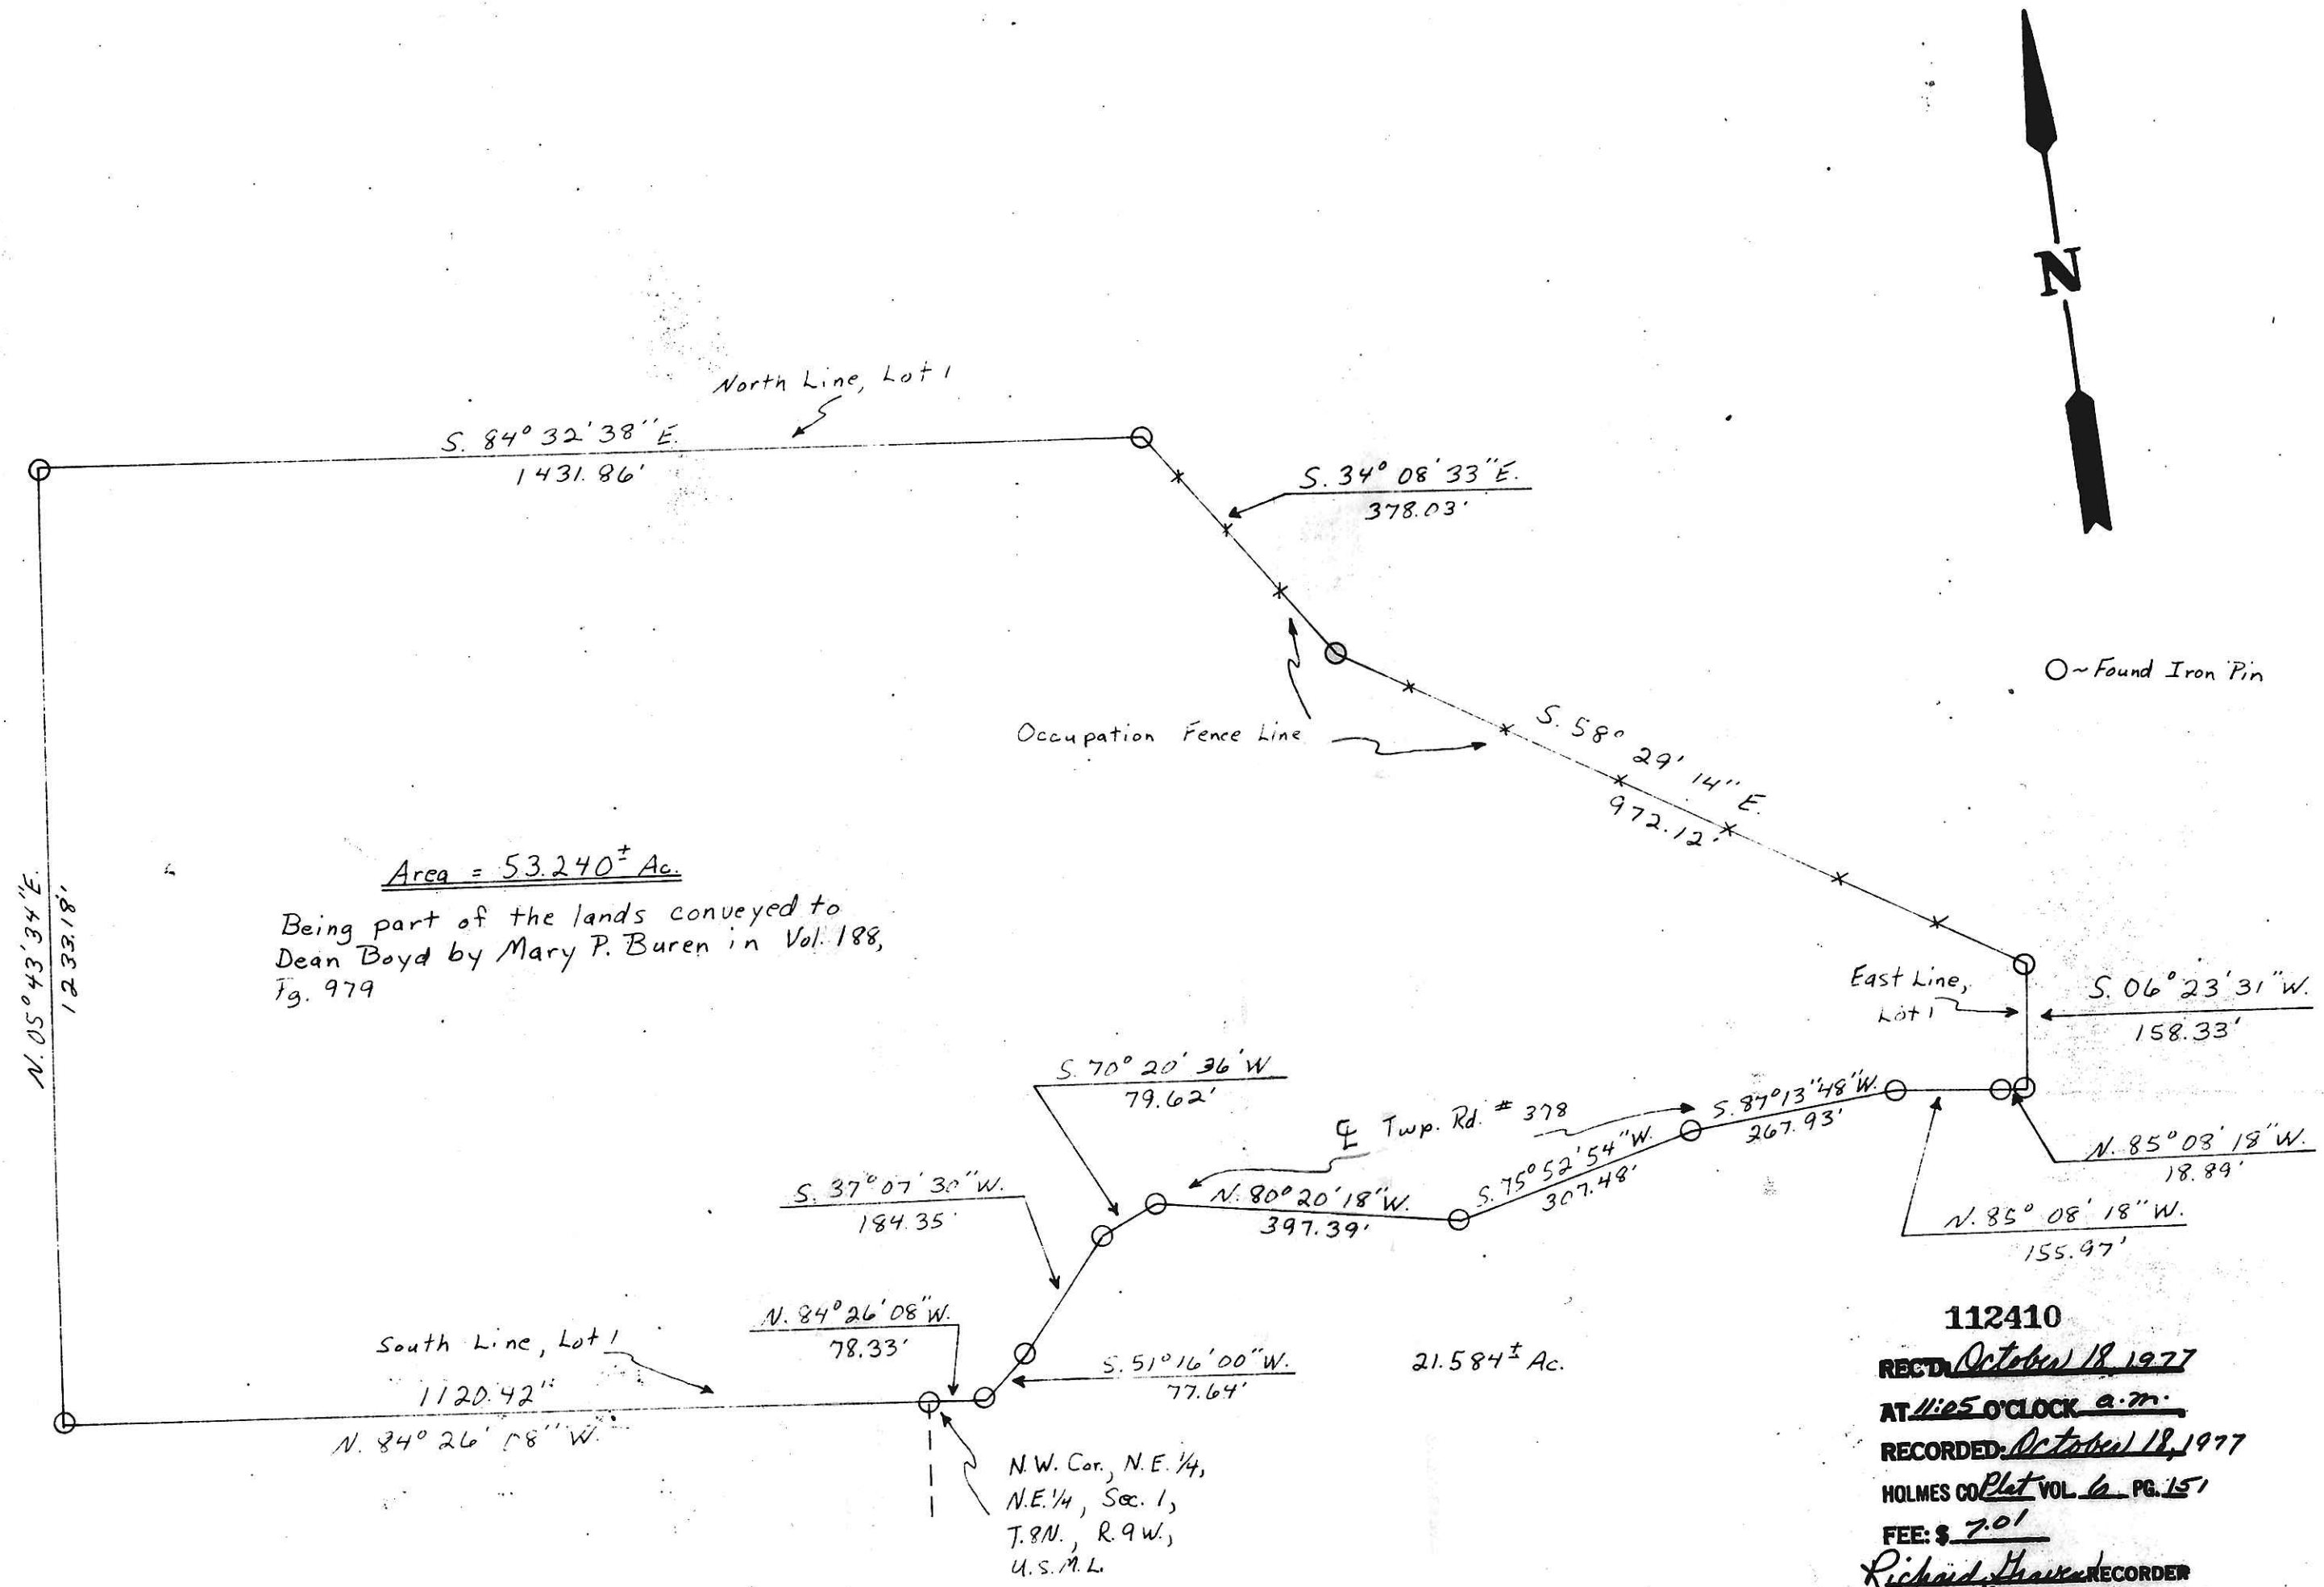 N
North Line, Lot 1
S. 84° 32' 38" E.
1431.86'
S. 34° 08' 33" E.
378.03'
O~Found Iron Pin
Occupation Fence Line
S. 58° 29' 14" E.
972.12'
N. 05° 43' 34" E.
1233.18'
Area = 53.240± Ac.
Being part of the lands conveyed to
Dean Boyd by Mary P. Buren in Vol. 188,
Pg. 979
East Line,
Lot 1
S. 06° 23' 31" W.
158.33'
S. 70° 20' 36' W
79.62'
℄ Twp. Rd. # 378
S. 87° 13" 48" W.
267.93'
S. 75° 52' 54" W.
307.48'
N. 85° 08' 18" W.
18.89'
N. 80° 20' 18" W.
397.39'
S. 37° 07' 30" W.
184.35'
N. 85° 08' 18" W.
155.97'
N. 84° 26' 08" W.
78.33'
South Line, Lot 1
1120.42"
N. 84° 26' 08" W.
S. 51° 16' 00" W.
77.64'
21.584± Ac.
N.W. Cor., N.E. 1/4,
N.E. 1/4, Sec. 1,
T.8N., R.9W.,
U.S.M.L.
112410
REC'D. October 18 1977
AT 11:05 O'CLOCK a.m.
RECORDED: October 18, 1977
HOLMES CO Plat VOL. 6 PG. 151
FEE: $ 7.01
Richard Graven RECORDER